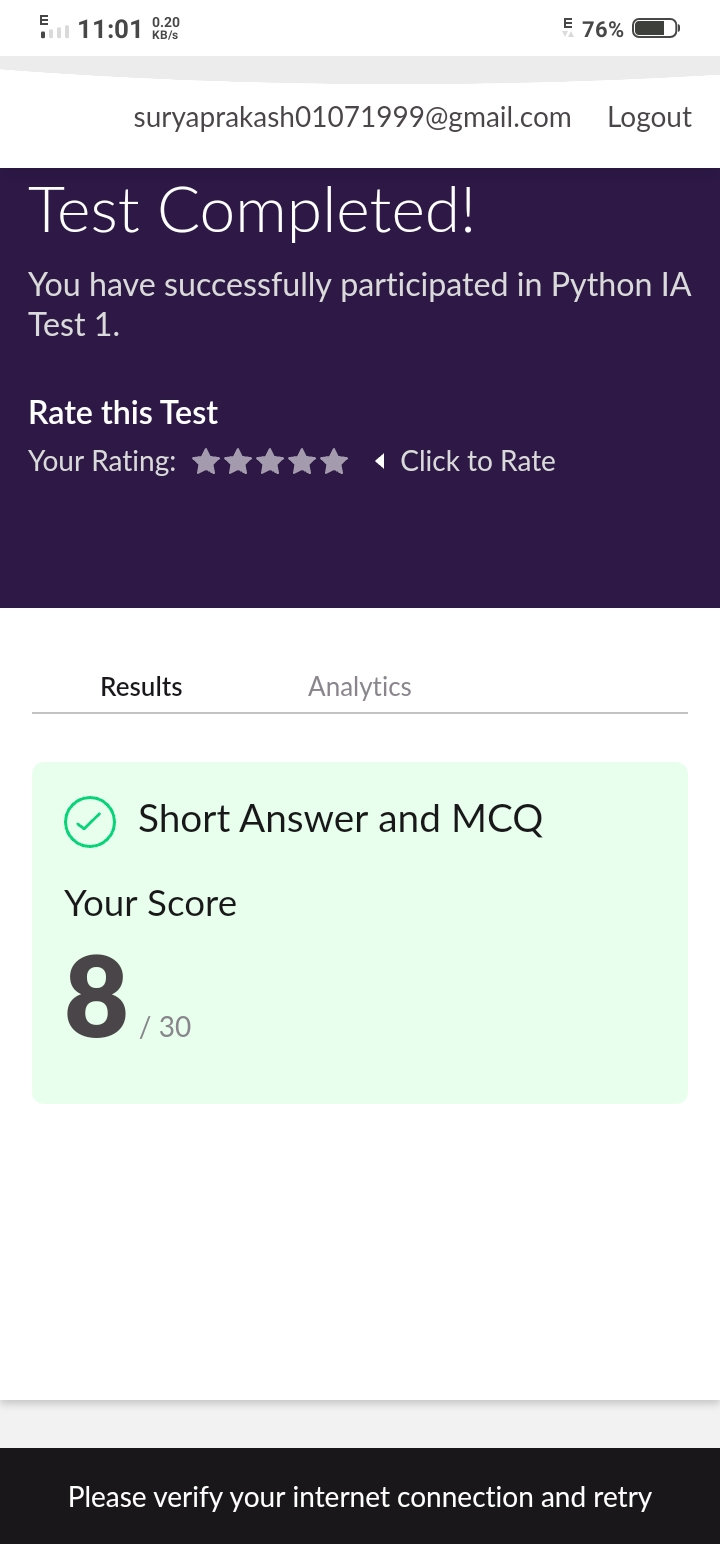 E 11:01 0.20 KB/s E 76%
suryaprakash01071999@gmail.com Logout
Test Completed!
You have successfully participated in Python IA
Test 1.
Rate this Test
Your Rating: Click to Rate
Results Analytics
Short Answer and MCQ
Your Score
8 / 30
Please verify your internet connection and retry